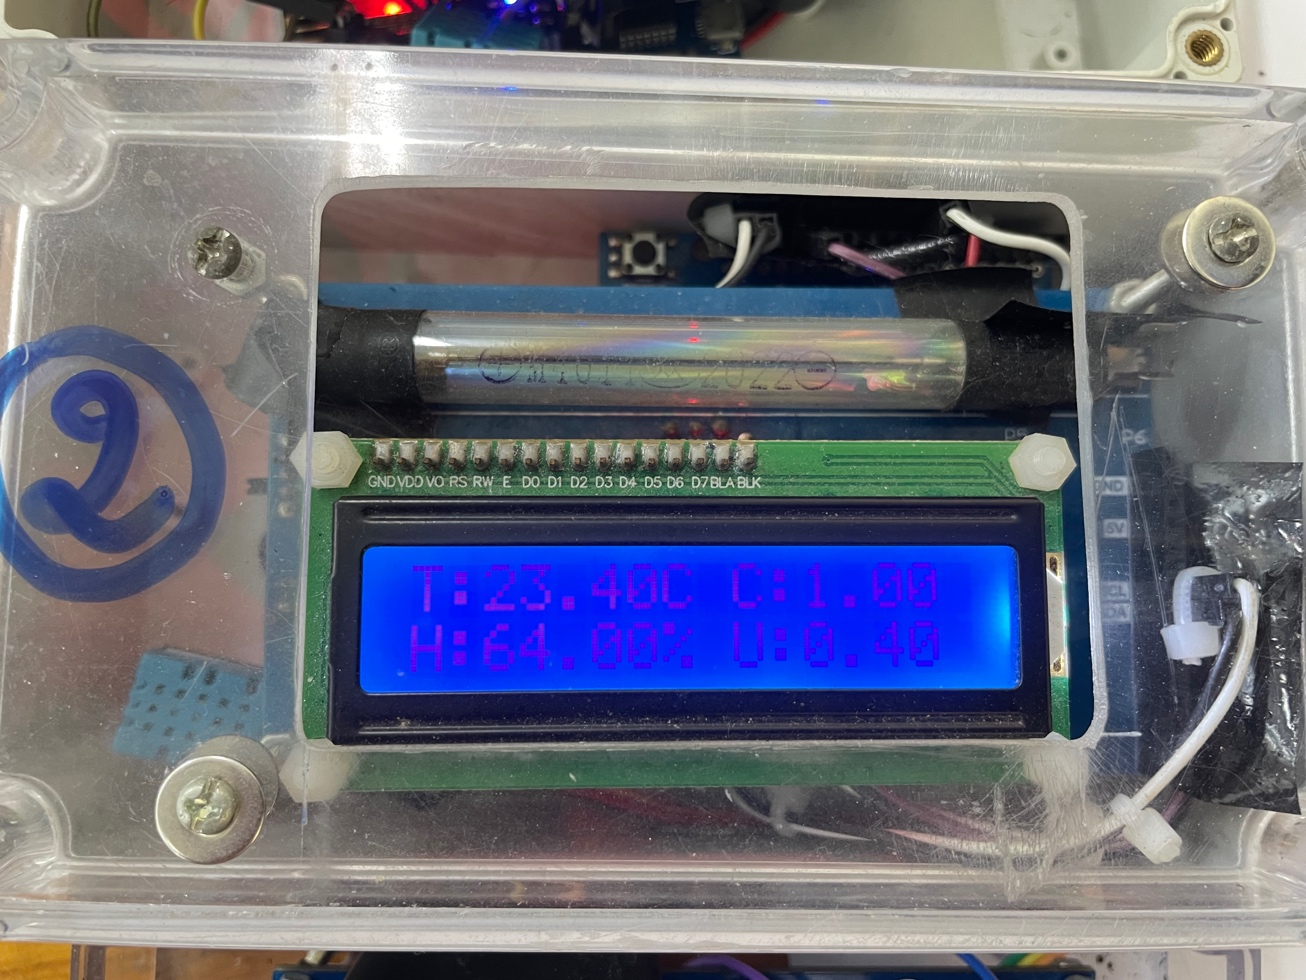 P6
GND VDD VO RS RW E D0 D1 D2 D3 D4 D5 D6 D7 BLA BLK
GND
5V
T:23.40C C:1.00
H:64.00% U:0.40
2